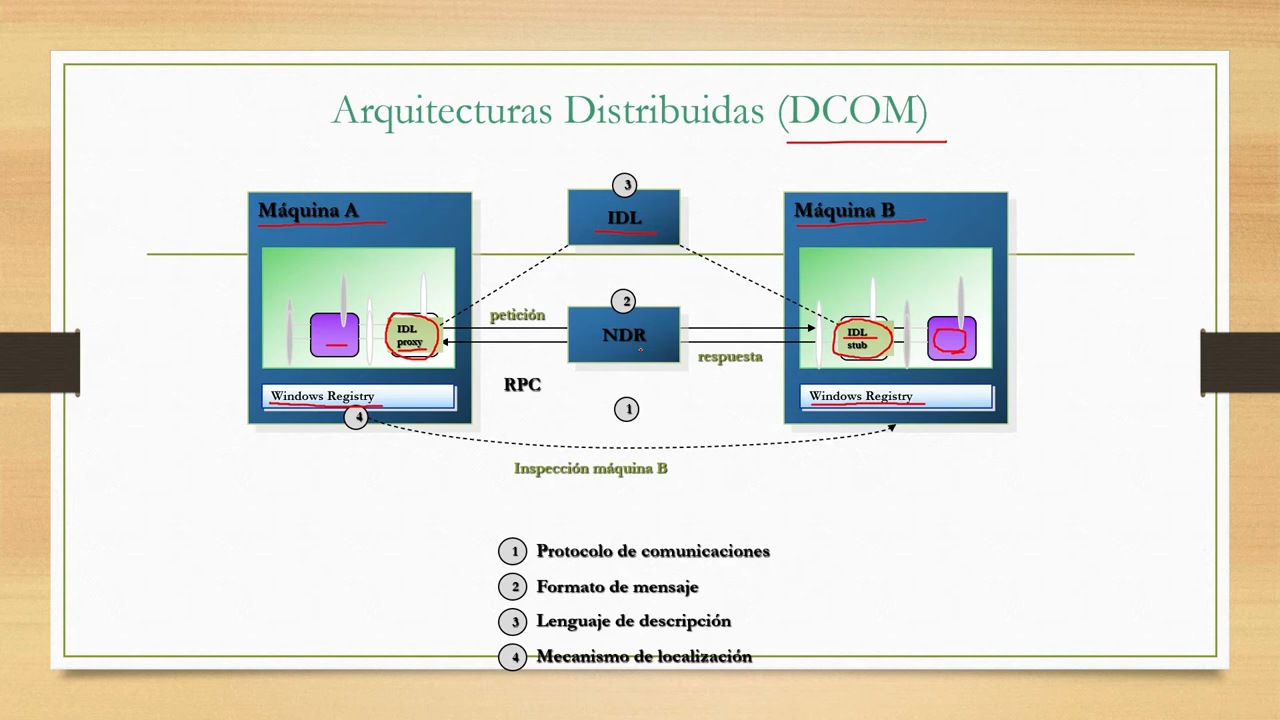 Arquitecturas Distribuidas (DCOM)
3
Máquina A
IDL
Máquina B
2
petición
IDL
proxy
NDR
IDL
stub
respuesta
RPC
Windows Registry
Windows Registry
1
4
Inspección máquina B
1 Protocolo de comunicaciones
2 Formato de mensaje
3 Lenguaje de descripción
4 Mecanismo de localización